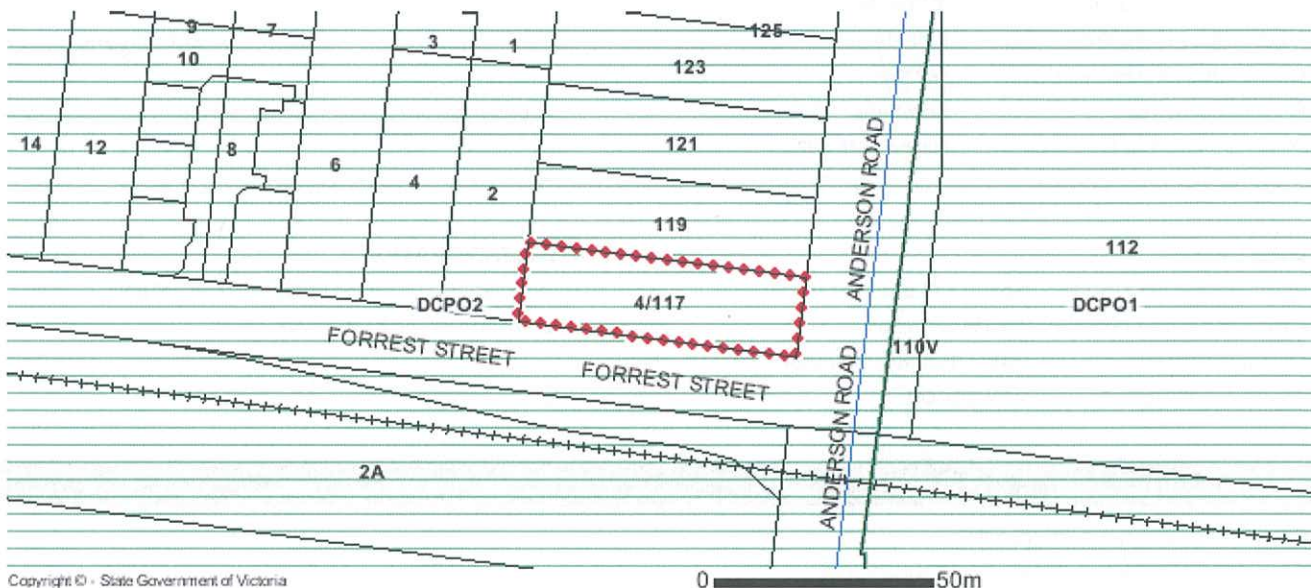 9
7
125
3
1
10
123
14
12
8
6
4
2
121
ANDERSON ROAD
119
112
DCPO2
4/117
DCPO1
FORREST STREET
FORREST STREET
110V
ANDERSON ROAD
2A
Copyright © - State Government of Victoria
0 50m